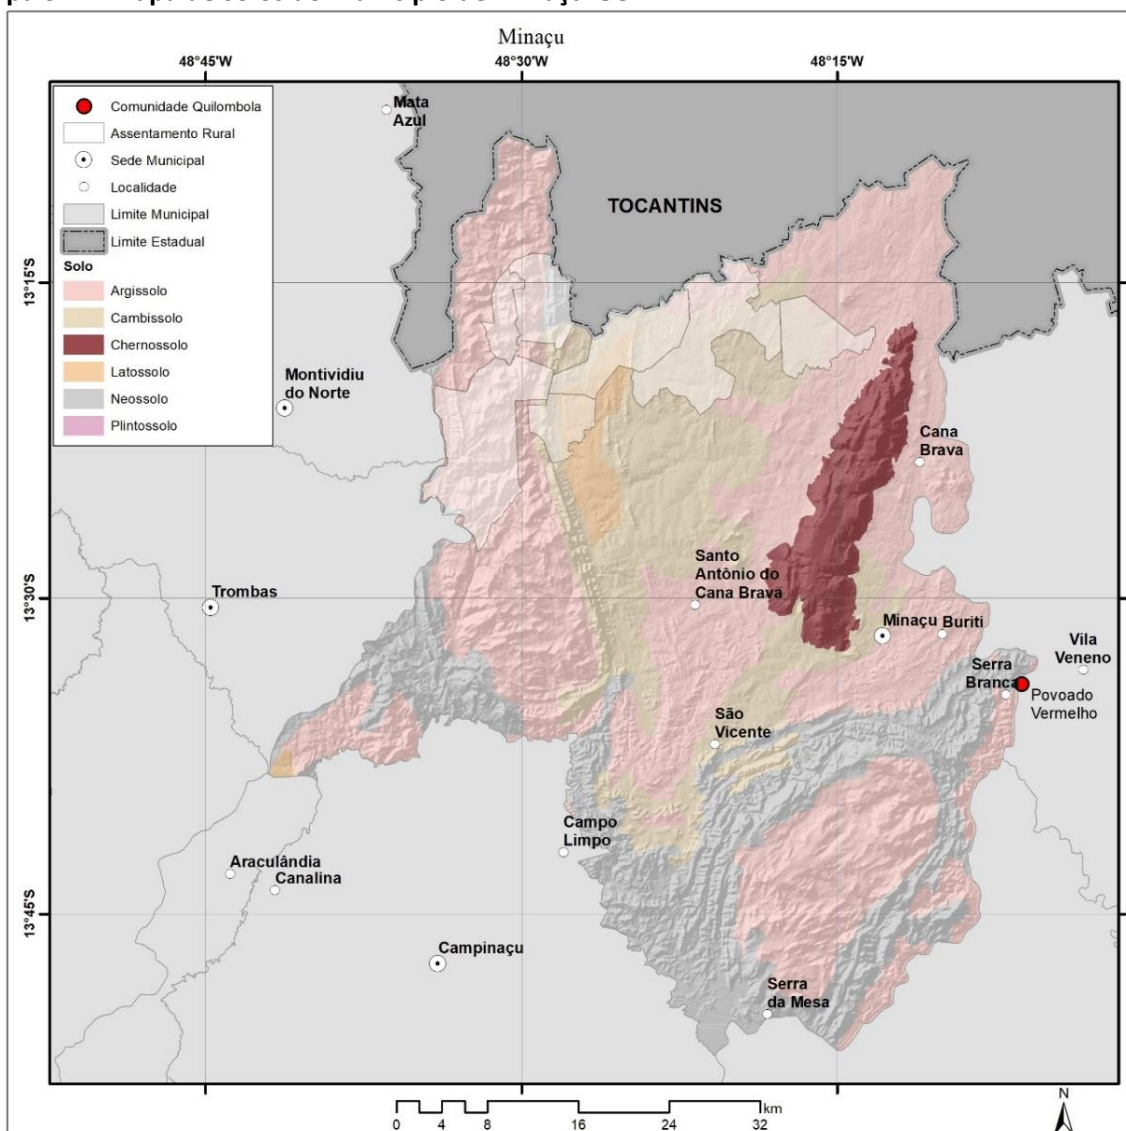 Minaçu
48°45'W
48°30'W
48°15'W
Comunidade Quilombola
Assentamento Rural
Sede Municipal
Localidade
Limite Municipal
Limite Estadual
Solo
Argissolo
Cambissolo
Chernossolo
Latossolo
Neossolo
Plintossolo
Mata
Azul
TOCANTINS
13°15'S
Montividiu
do Norte
Cana
Brava
Santo
Antônio do
Cana Brava
13°30'S
Trombas
Minaçu
Buriti
Vila
Veneno
Serra
Branca
Povoado
Vermelho
São
Vicente
Campo
Limpo
Araculândia
Canalina
13°45'S
Campinaçu
Serra
da Mesa
N
0
4
8
16
24
32
km